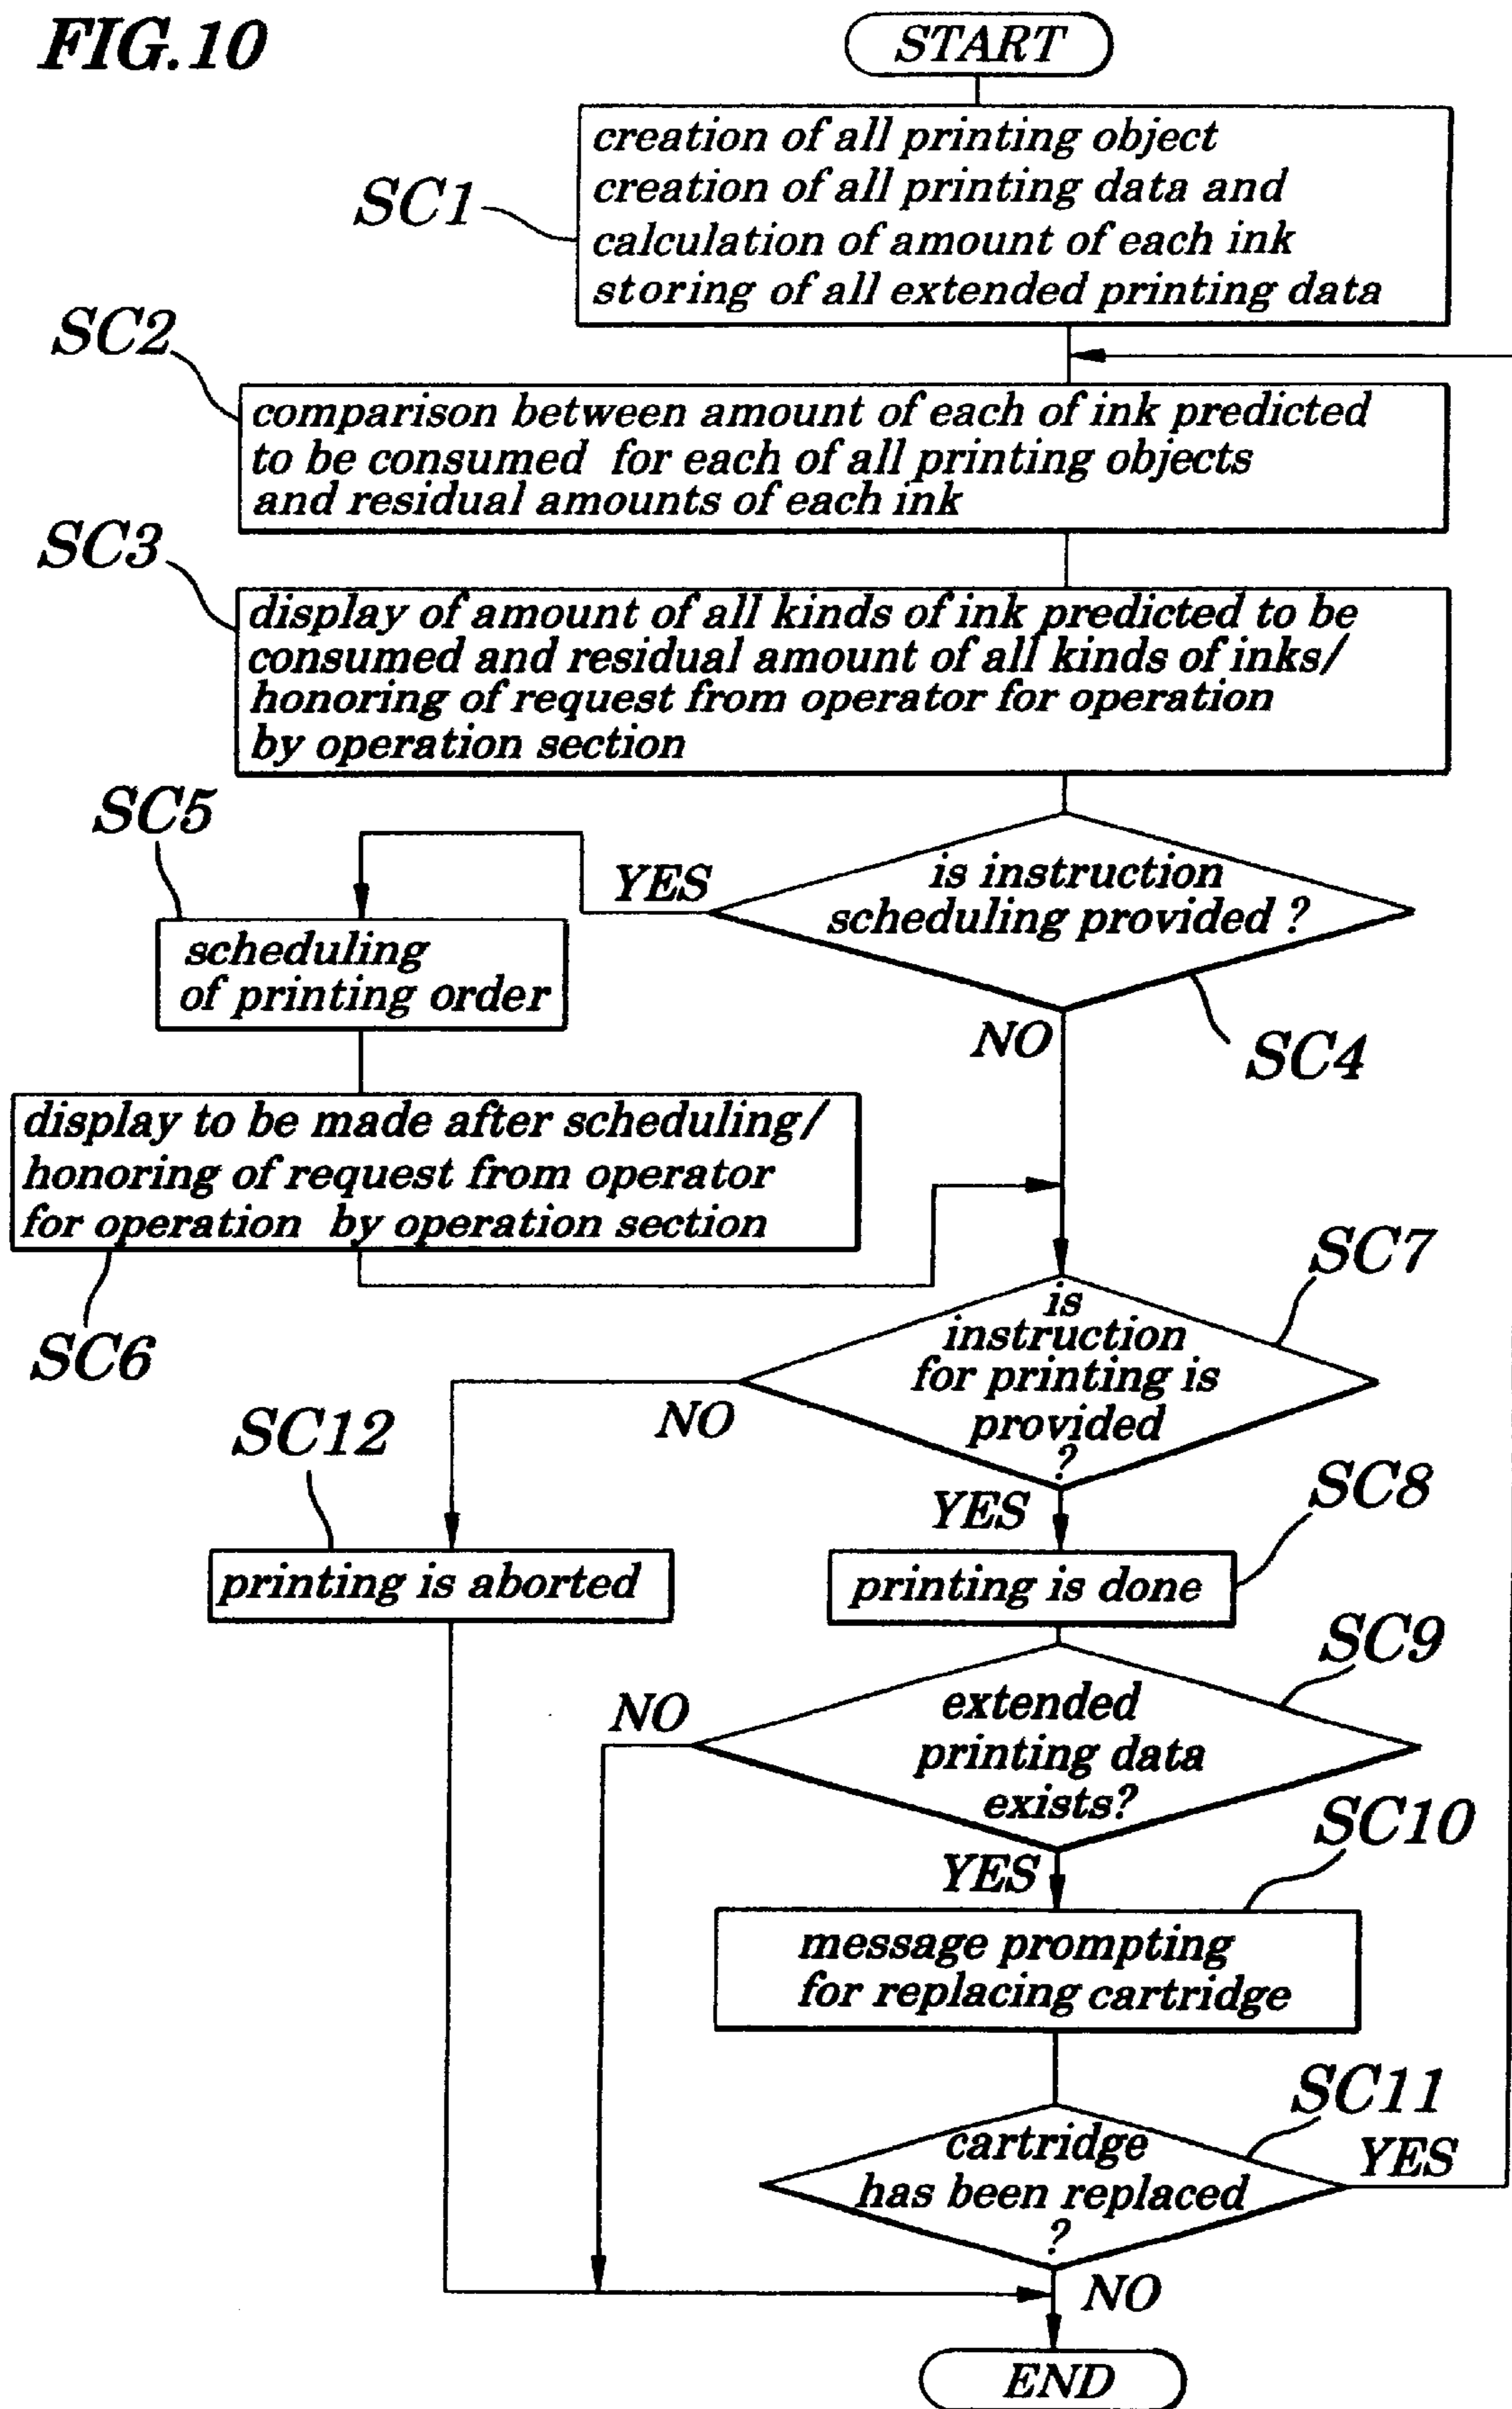 FIG.10
START
SC1
creation of all printing object
creation of all printing data and
calculation of amount of each ink
storing of all extended printing data
SC2
comparison between amount of each of ink predicted
to be consumed for each of all printing objects
and residual amounts of each ink
SC3
display of amount of all kinds of ink predicted to be
consumed and residual amount of all kinds of inks/
honoring of request from operator for operation
by operation section
SC4
is instruction
scheduling provided ?
YES
NO
SC5
scheduling
of printing order
SC6
display to be made after scheduling/
honoring of request from operator
for operation by operation section
SC7
is
instruction
for printing is
provided
?
NO
YES
SC12
printing is aborted
SC8
printing is done
SC9
extended
printing data
exists?
NO
YES
SC10
message prompting
for replacing cartridge
SC11
cartridge
has been replaced
?
YES
NO
END